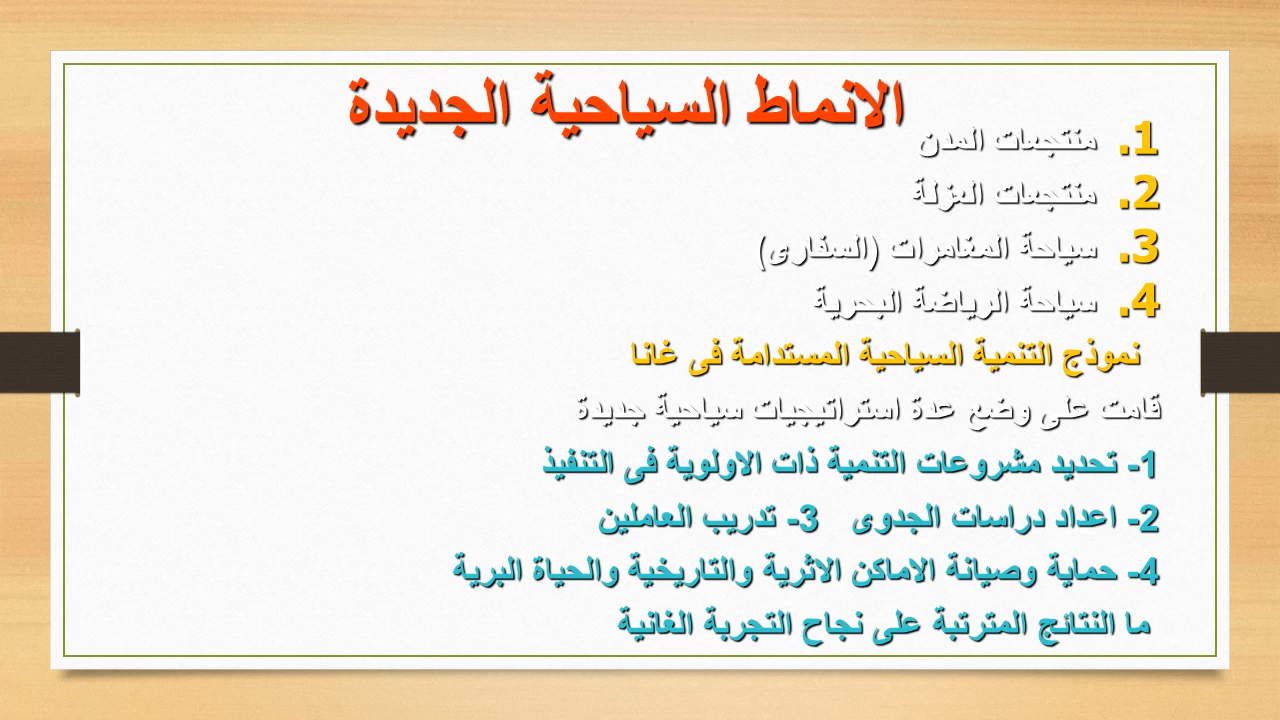 الانماط السياحية الجديدة
1. منتجعات المدن
2. منتجعات العزلة
3. سياحة المغامرات (السفارى)
4. سياحة الرياضة البحرية
نموذج التنمية السياحية المستدامة فى غانا
قامت على وضع عدة استراتيجيات سياحية جديدة
1- تحديد مشروعات التنمية ذات الاولوية فى التنفيذ
2- اعداد دراسات الجدوى 3- تدريب العاملين
4- حماية وصيانة الاماكن الاثرية والتاريخية والحياة البرية
ما النتائج المترتبة على نجاح التجربة الغانية